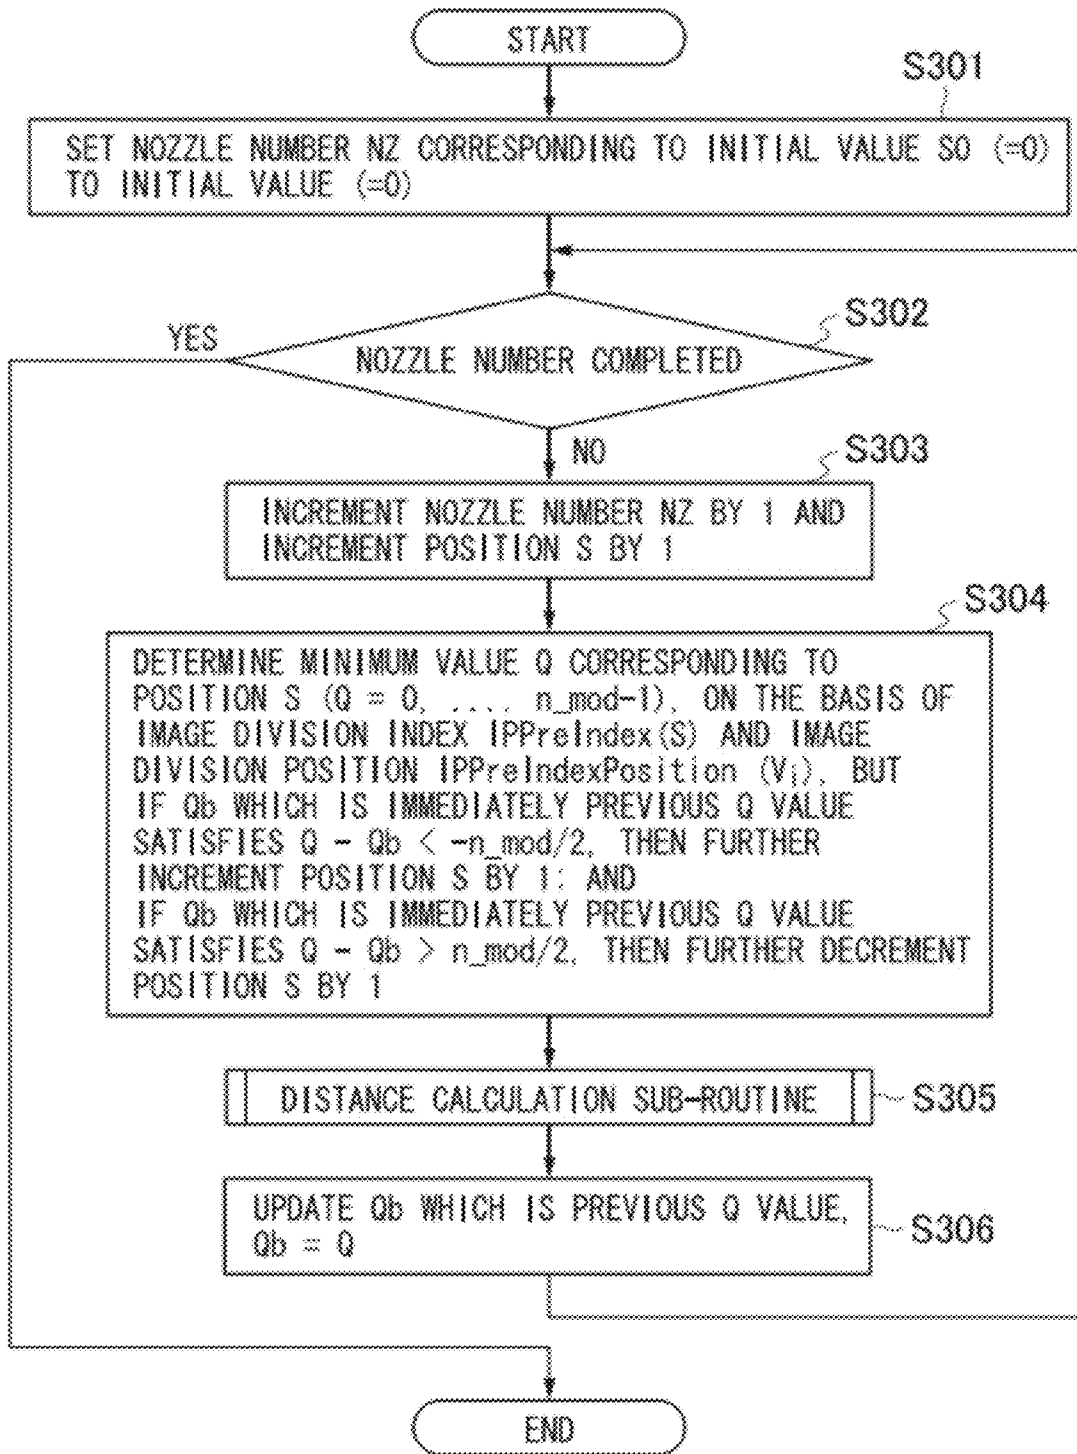 START
S301
SET NOZZLE NUMBER NZ CORRESPONDING TO INITIAL VALUE S0 (=0)
TO INITIAL VALUE (=0)
S302
YES
NOZZLE NUMBER COMPLETED
NO
S303
INCREMENT NOZZLE NUMBER NZ BY 1 AND
INCREMENT POSITION S BY 1
S304
DETERMINE MINIMUM VALUE Q CORRESPONDING TO
POSITION S (Q = 0, ..., n_mod-1), ON THE BASIS OF
IMAGE DIVISION INDEX IPPreIndex(S) AND IMAGE
DIVISION POSITION IPPreIndexPosition (Vi), BUT
IF Qb WHICH IS IMMEDIATELY PREVIOUS Q VALUE
SATISFIES Q - Qb < -n_mod/2, THEN FURTHER
INCREMENT POSITION S BY 1; AND
IF Qb WHICH IS IMMEDIATELY PREVIOUS Q VALUE
SATISFIES Q - Qb > n_mod/2, THEN FURTHER DECREMENT
POSITION S BY 1
DISTANCE CALCULATION SUB-ROUTINE
S305
UPDATE Qb WHICH IS PREVIOUS Q VALUE,
Qb = Q
S306
END